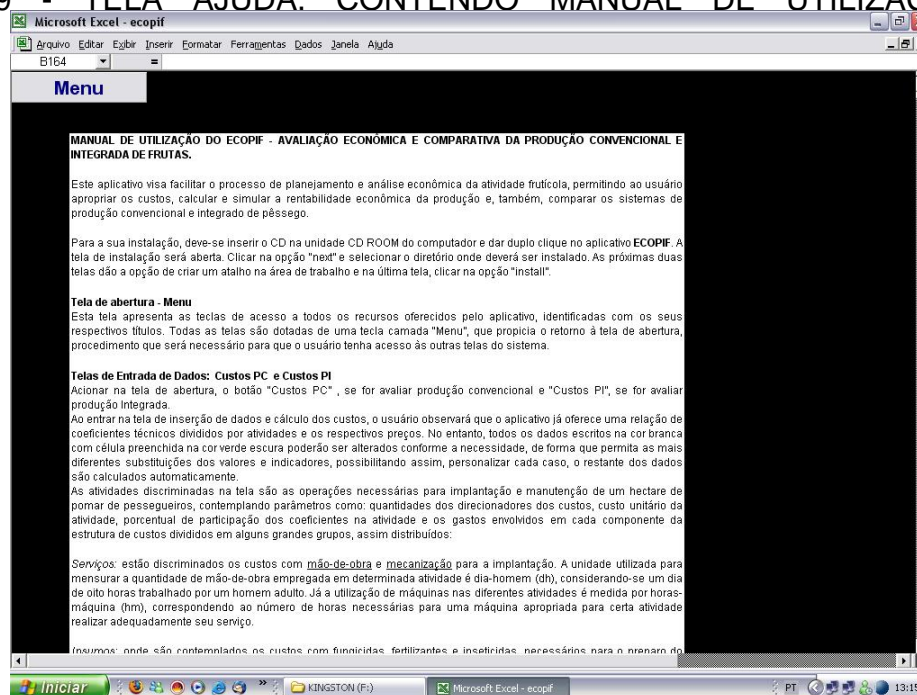 9 - TELA AJUDA, CONTENDO MANUAL DE UTILIZAÇ
Microsoft Excel - ecopif
Arquivo Editar Exibir Inserir Formatar Ferramentas Dados Janela Ajuda
B164 =
Menu
MANUAL DE UTILIZAÇÃO DO ECOPIF - AVALIAÇÃO ECONÔMICA E COMPARATIVA DA PRODUÇÃO CONVENCIONAL E
INTEGRADA DE FRUTAS.
Este aplicativo visa facilitar o processo de planejamento e análise econômica da atividade frutícola, permitindo ao usuário
apropriar os custos, calcular e simular a rentabilidade econômica da produção e, também, comparar os sistemas de
produção convencional e integrado de pêssego.
Para a sua instalação, deve-se inserir o CD na unidade CD ROOM do computador e dar duplo clique no aplicativo ECOPIF. A
tela de instalação será aberta. Clicar na opção "next" e selecionar o diretório onde deverá ser instalado. As próximas duas
telas dão a opção de criar um atalho na área de trabalho e na última tela, clicar na opção "install".
Tela de abertura - Menu
Esta tela apresenta as teclas de acesso a todos os recursos oferecidos pelo aplicativo, identificadas com os seus
respectivos títulos. Todas as telas são dotadas de uma tecla camada "Menu", que propicia o retorno à tela de abertura,
procedimento que será necessário para que o usuário tenha acesso às outras telas do sistema.
Telas de Entrada de Dados: Custos PC e Custos PI
Acionar na tela de abertura, o botão "Custos PC" , se for avaliar produção convencional e "Custos PI", se for avaliar
produção Integrada.
Ao entrar na tela de inserção de dados e cálculo dos custos, o usuário observará que o aplicativo já oferece uma relação de
coeficientes técnicos divididos por atividades e os respectivos preços. No entanto, todos os dados escritos na cor branca
com célula preenchida na cor verde escura poderão ser alterados conforme a necessidade, de forma que permita as mais
diferentes substituições dos valores e indicadores, possibilitando assim, personalizar cada caso, o restante dos dados
são calculados automaticamente.
As atividades discriminadas na tela são as operações necessárias para implantação e manutenção de um hectare de
pomar de pessegueiros, contemplando parâmetros como: quantidades dos direcionadores dos custos, custo unitário da
atividade, porcentual de participação dos coeficientes na atividade e os gastos envolvidos em cada componente da
estrutura de custos divididos em alguns grandes grupos, assim distribuídos:
Serviços: estão discriminados os custos com mão-de-obra e mecanização para a implantação. A unidade utilizada para
mensurar a quantidade de mão-de-obra empregada em determinada atividade é dia-homem (dh), considerando-se um dia
de oito horas trabalhado por um homem adulto. Já a utilização de máquinas nas diferentes atividades é medida por horas-
máquina (hm), correspondendo ao número de horas necessárias para uma máquina apropriada para certa atividade
realizar adequadamente seu serviço.
Insumos: onde são contemplados os custos com fungicidas, fertilizantes e inseticidas, necessários para o preparo do
Iniciar KINGSTON (F:) Microsoft Excel - ecopif PT 13:15